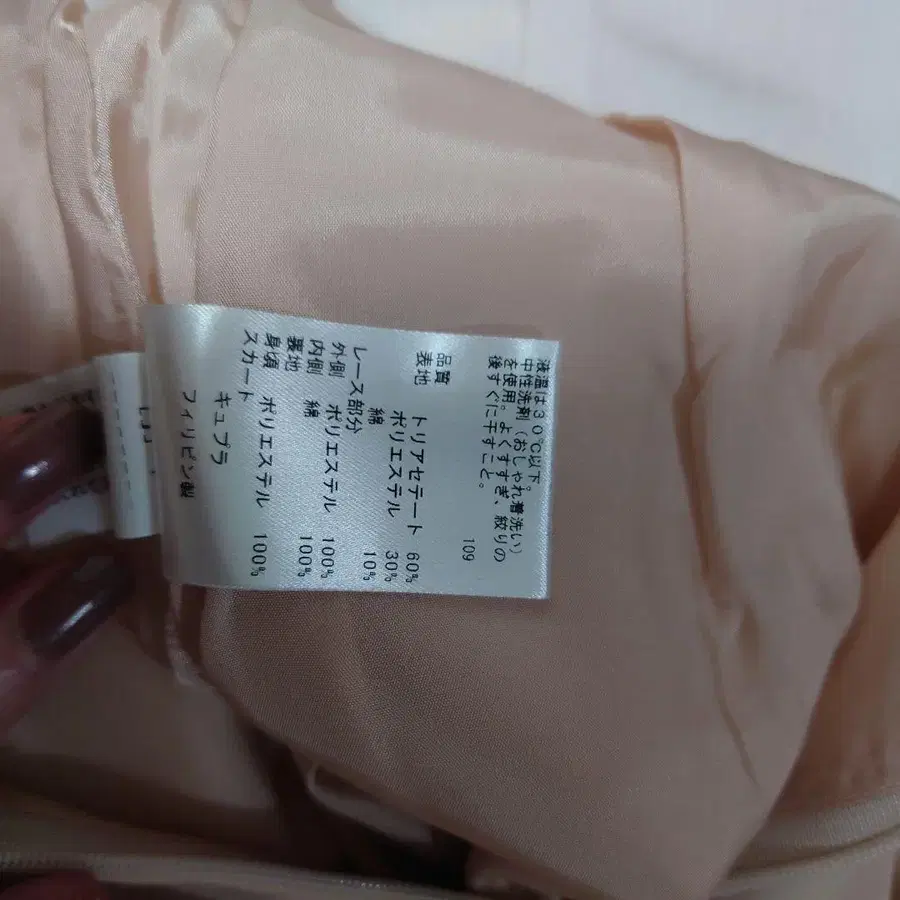 液温は30℃以下。
中性洗剤(おしゃれ着洗い)
を使用。よくすすぎ、絞りの
後すぐに干すこと。
109
品質
表地 トリアセテート 60%
ポリエステル 30%
綿 10%
レース部分
外側 ポリエステル 100%
内側 綿 100%
裏地
身頃 ポリエステル 100%
スカート キュプラ
フィリピン製